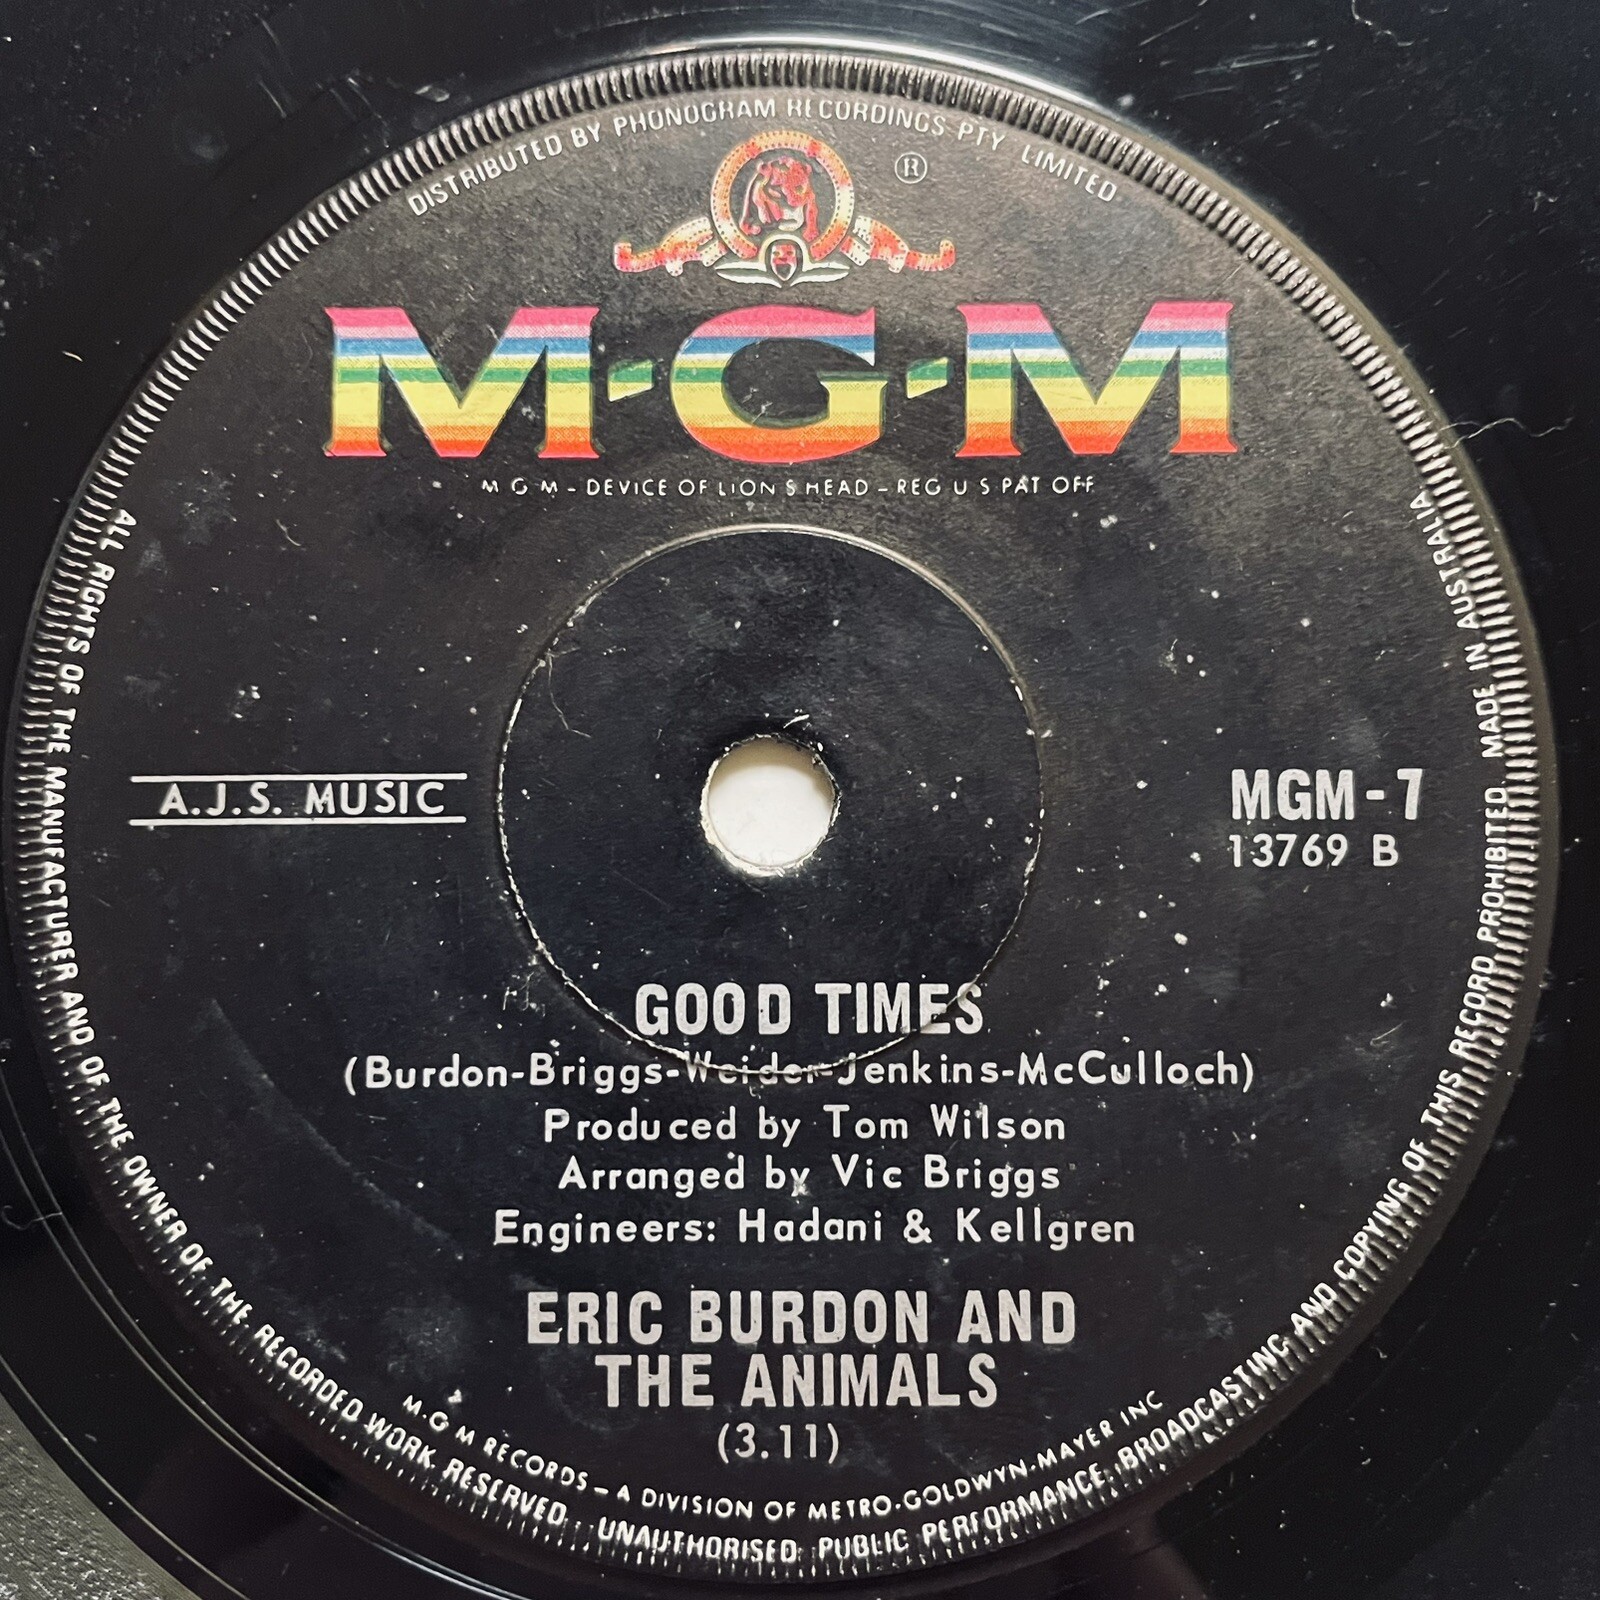 DISTRIBUTED BY PHONOGRAM RECORDINGS PTY LIMITED
®
M-G-M
M G M - DEVICE OF LION S HEAD - REG U S PAT OFF
A.J.S. MUSIC
MGM-7
13769 B
GOOD TIMES
(Burdon-Briggs-Weider-Jenkins-McCulloch)
Produced by Tom Wilson
Arranged by Vic Briggs
Engineers: Hadani & Kellgren
ERIC BURDON AND
THE ANIMALS
(3.11)
M.G M RECORDS - A DIVISION OF METRO-GOLDWYN-MAYER INC
ALL RIGHTS OF THE MANUFACTURER AND OF THE OWNER OF THE RECORDED WORK RESERVED. UNAUTHORISED PUBLIC PERFORMANCE, BROADCASTING AND COPYING OF THIS RECORD PROHIBITED. MADE IN AUSTRALIA